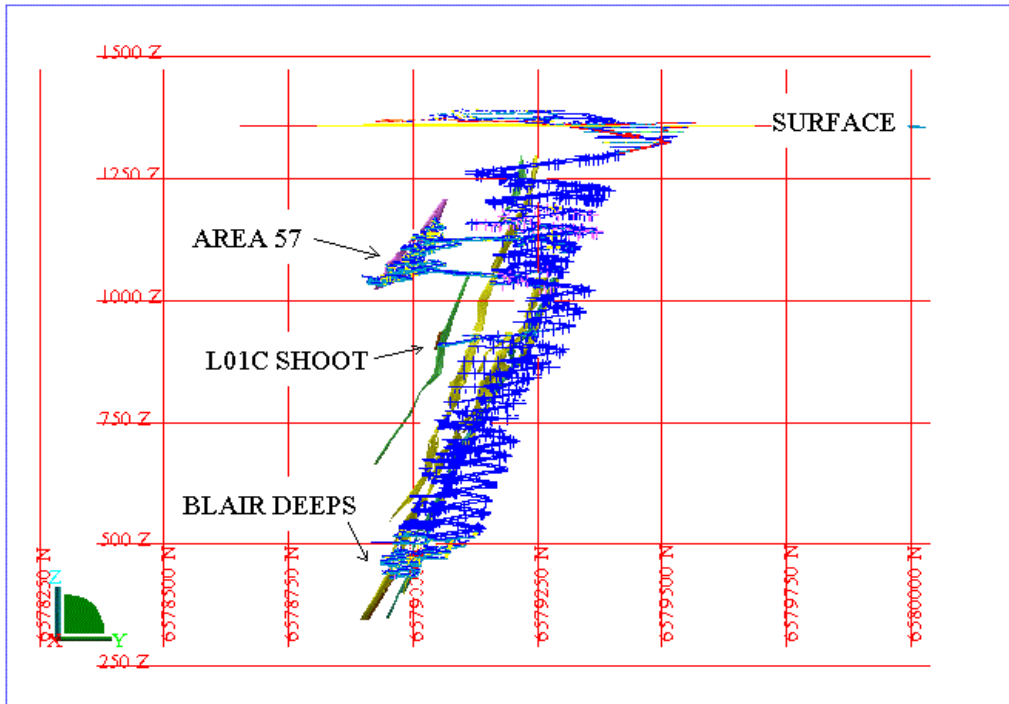 1500 Z
SURFACE
1250 Z
AREA 57
1000 Z
L01C SHOOT
750 Z
BLAIR DEEPS
500 Z
6578250 N
6578500 N
6578750 N
6579250 N
6579500 N
6579750 N
6580000 N
Z
X
Y
250 Z